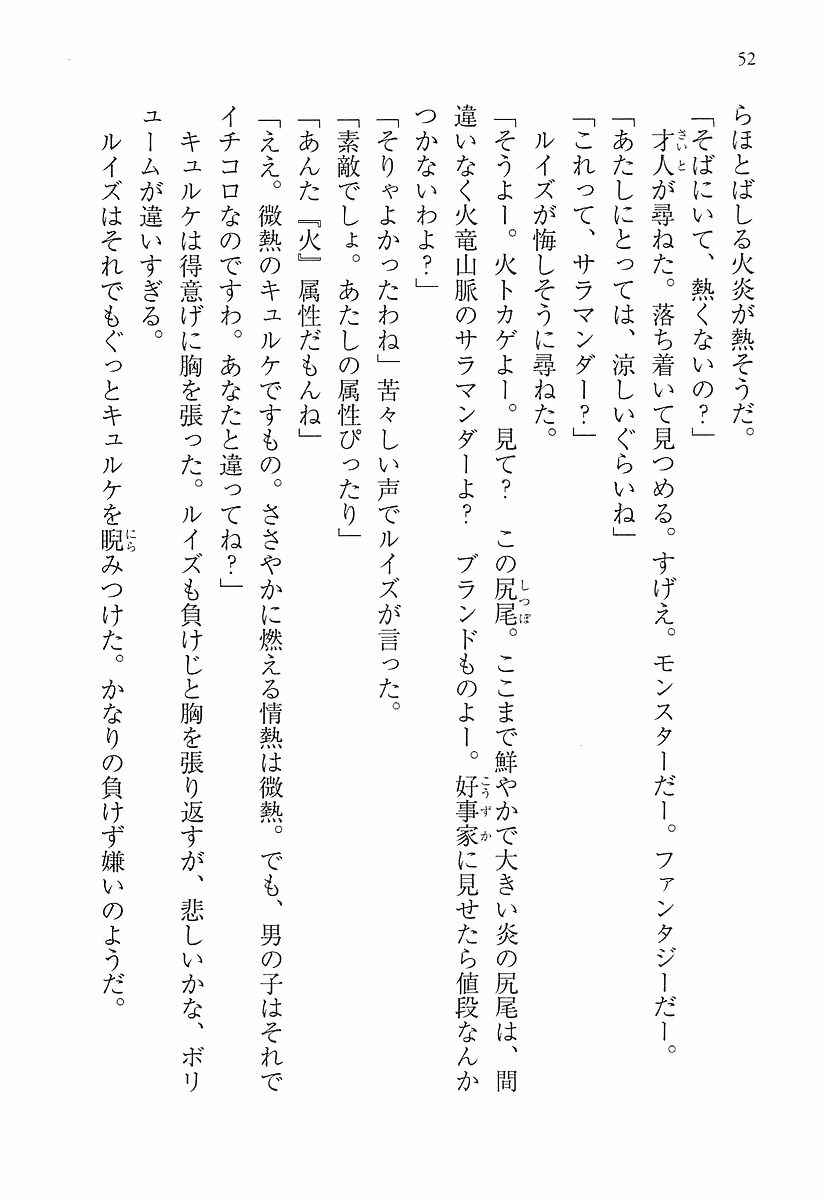 52
らほとばしる火炎が熱そうだ。
「そばにいて、熱くないの？」
才人が尋ねた。落ち着いて見つめる。すげえ。モンスターだー。ファンタジーだー。
さいと
「あたしにとっては、涼しいぐらいね」
「これって、サラマンダー？」
ルイズが悔しそうに尋ねた。
「そうよー。火トカゲよー。見て？　この尻尾。ここまで鮮やかで大きい炎の尻尾は、間
しっぽ
違いなく火竜山脈のサラマンダーよ？　ブランドものよー。好事家に見せたら値段なんか
こうずか
つかないわよ？」
「そりゃよかったわね」苦々しい声でルイズが言った。
「素敵でしょ。あたしの属性ぴったり」
「あんた『火』属性だもんね」
「ええ。微熱のキュルケですもの。ささやかに燃える情熱は微熱。でも、男の子はそれで
イチコロなのですわ。あなたと違ってね？」
キュルケは得意げに胸を張った。ルイズも負けじと胸を張り返すが、悲しいかな、ボリ
ュームが違いすぎる。
ルイズはそれでもぐっとキュルケを睨みつけた。かなりの負けず嫌いのようだ。
にら